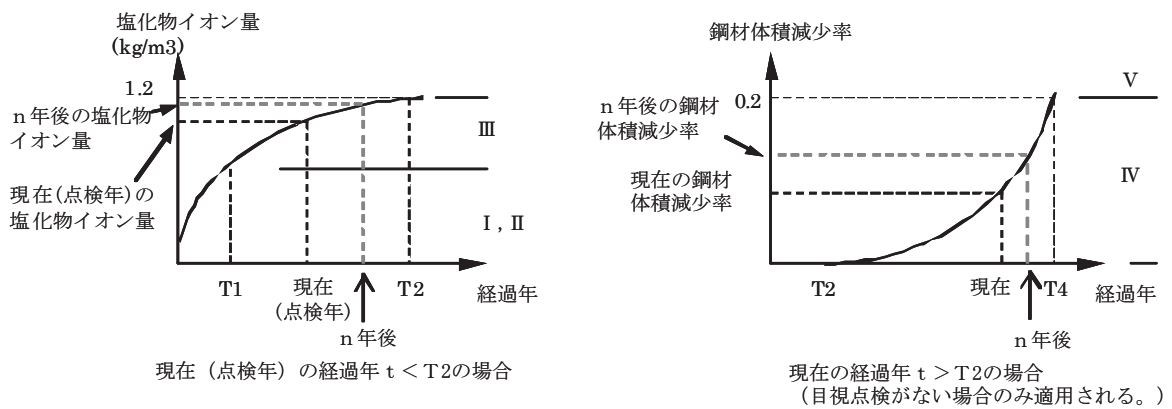 塩化物イオン量
(kg/m3)
1.2
n年後の塩化物
イオン量
現在(点検年)の
塩化物イオン量
Ⅲ
Ⅰ,Ⅱ
T1
現在
(点検年)
T2
経過年
n年後
現在(点検年)の経過年t<T2の場合
鋼材体積減少率
0.2
n年後の鋼材
体積減少率
現在の鋼材
体積減少率
Ⅴ
Ⅳ
T2
現在
T4
経過年
n年後
現在の経過年t>T2の場合
(目視点検がない場合のみ適用される。)